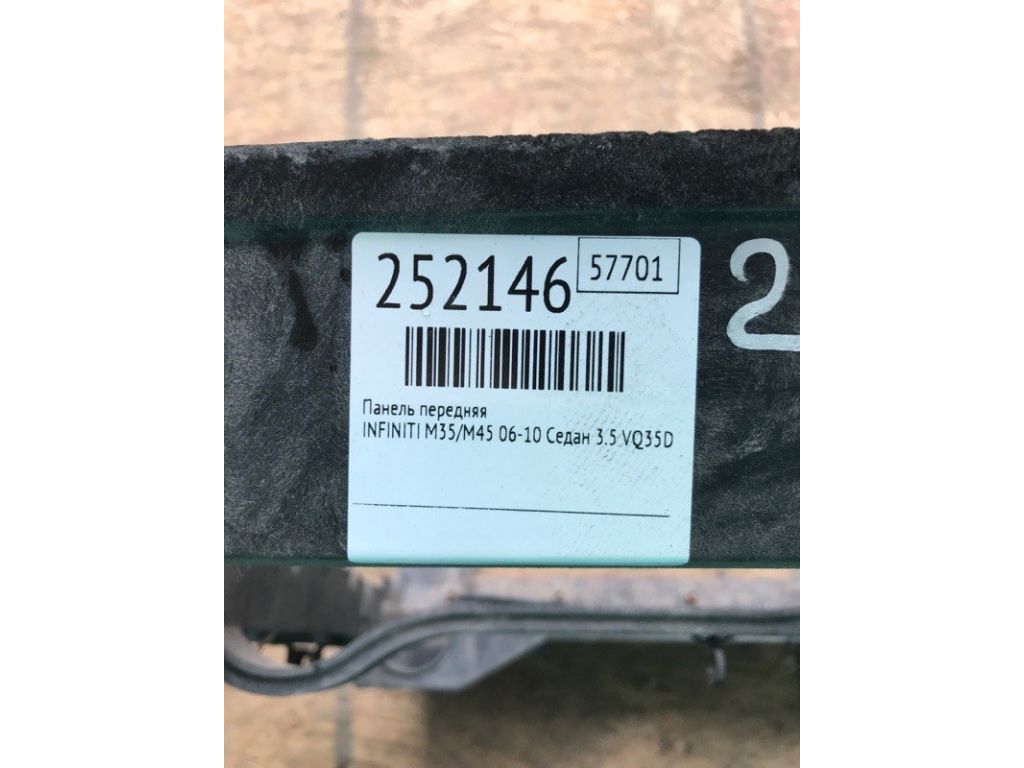 252146 57701
Панель передняя
INFINITI M35/M45 06-10 Седан 3.5 VQ35D
2